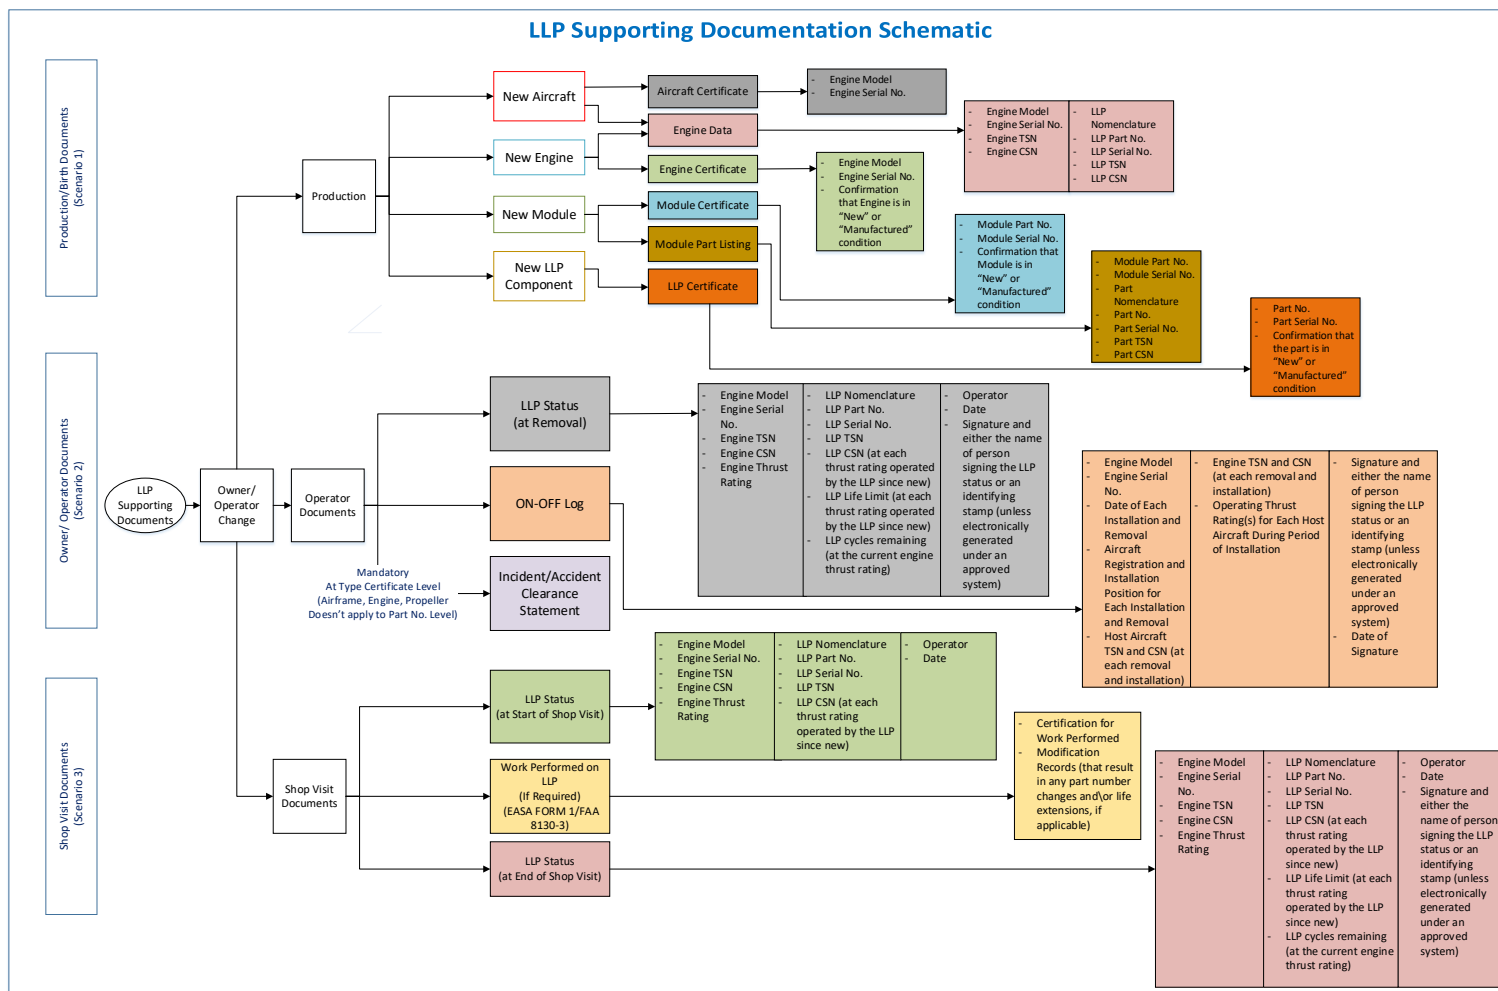 LLP Supporting Documentation Schematic
Production/Birth Documents
(Scenario 1)
Production
New Aircraft
New Engine
New Module
New LLP
Component
Aircraft Certificate
Engine Data
Engine Certificate
Module Certificate
Module Part Listing
LLP Certificate
- Engine Model
- Engine Serial No.
- Engine Model
- Engine Serial No.
- Engine TSN
- Engine CSN
- LLP
Nomenclature
- LLP Part No.
- LLP Serial No.
- LLP TSN
- LLP CSN
- Engine Model
- Engine Serial No.
- Confirmation
that Engine is in
“New” or
“Manufactured”
condition
- Module Part No.
- Module Serial No.
- Confirmation that
Module is in
“New” or
“Manufactured”
condition
- Module Part No.
- Module Serial No.
- Part
Nomenclature
- Part No.
- Part Serial No.
- Part TSN
- Part CSN
- Part No.
- Part Serial No.
- Confirmation that
the part is in
“New” or
“Manufactured”
condition
Owner/ Operator Documents
(Scenario 2)
LLP
Supporting
Documents
Owner/
Operator
Change
Operator
Documents
Mandatory
At Type Certificate Level
(Airframe, Engine, Propeller
Doesn’t apply to Part No. Level)
LLP Status
(at Removal)
ON-OFF Log
Incident/Accident
Clearance
Statement
- Engine Model
- Engine Serial
No.
- Engine TSN
- Engine CSN
- Engine Thrust
Rating
- LLP Nomenclature
- LLP Part No.
- LLP Serial No.
- LLP TSN
- LLP CSN (at each
thrust rating operated
by the LLP since new)
- LLP Life Limit (at each
thrust rating operated
by the LLP since new)
- LLP cycles remaining
(at the current engine
thrust rating)
- Operator
- Date
- Signature and
either the name
of person
signing the LLP
status or an
identifying
stamp (unless
electronically
generated
under an
approved
system)
- Engine Model
- Engine Serial
No.
- Date of Each
Installation and
Removal
- Aircraft
Registration and
Installation
Position for
Each Installation
and Removal
- Host Aircraft
TSN and CSN (at
each removal
and installation)
- Engine TSN and CSN
(at each removal and
installation)
- Operating Thrust
Rating(s) for Each Host
Aircraft During Period
of Installation
- Signature and
either the name
of person
signing the LLP
status or an
identifying
stamp (unless
electronically
generated
under an
approved
system)
- Date of
Signature
Shop Visit Documents
(Scenario 3)
Shop Visit
Documents
LLP Status
(at Start of Shop Visit)
Work Performed on
LLP
(If Required)
(EASA FORM 1/FAA
8130-3)
LLP Status
(at End of Shop Visit)
- Engine Model
- Engine Serial No.
- Engine TSN
- Engine CSN
- Engine Thrust
Rating
- LLP Nomenclature
- LLP Part No.
- LLP Serial No.
- LLP TSN
- LLP CSN (at each
thrust rating
operated by the LLP
since new)
- Operator
- Date
- Certification for
Work Performed
- Modification
Records (that result
in any part number
changes and\or life
extensions, if
applicable)
- Engine Model
- Engine Serial
No.
- Engine TSN
- Engine CSN
- Engine Thrust
Rating
- LLP Nomenclature
- LLP Part No.
- LLP Serial No.
- LLP TSN
- LLP CSN (at each
thrust rating
operated by the LLP
since new)
- LLP Life Limit (at each
thrust rating
operated by the LLP
since new)
- LLP cycles remaining
(at the current engine
thrust rating)
- Operator
- Date
- Signature and
either the
name of person
signing the LLP
status or an
identifying
stamp (unless
electronically
generated
under an
approved
system)